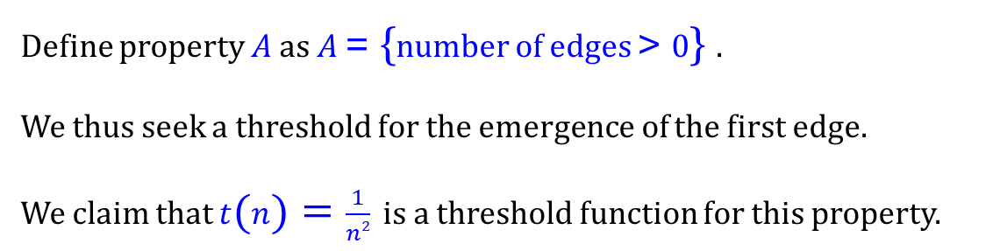 Define property A as A = {number of edges > 0} .
We thus seek a threshold for the emergence of the first edge.
We claim that t(n) = 1/n² is a threshold function for this property.